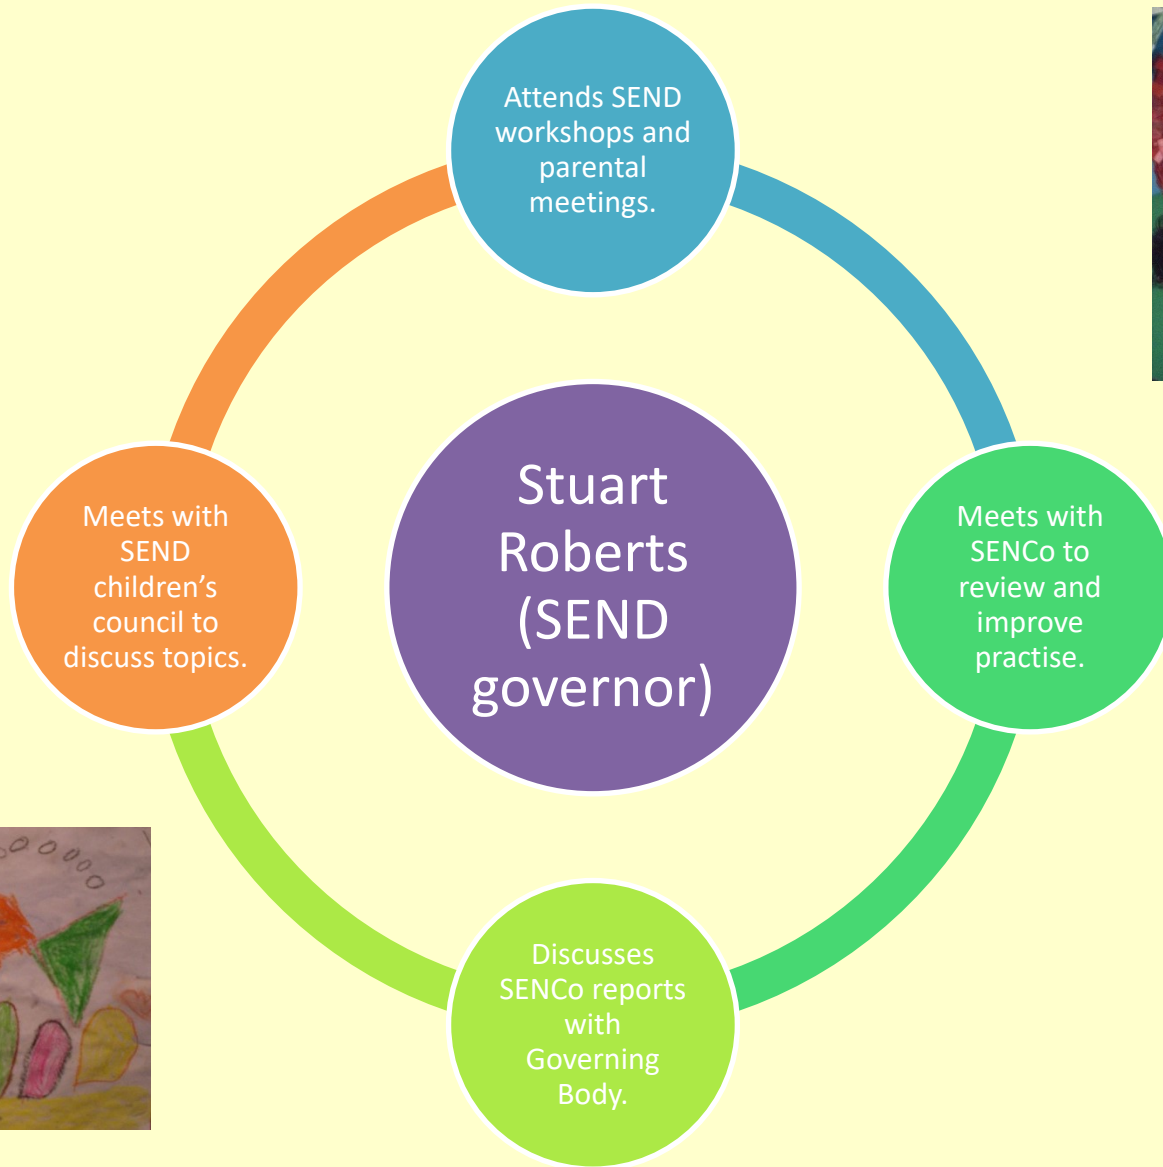 Attends SEND
workshops and
parental
meetings.
Stuart
Roberts
(SEND
governor)
Meets with
SEND
children’s
council to
discuss topics.
Meets with
SENCo to
review and
improve
practise.
Discusses
SENCo reports
with
Governing
Body.